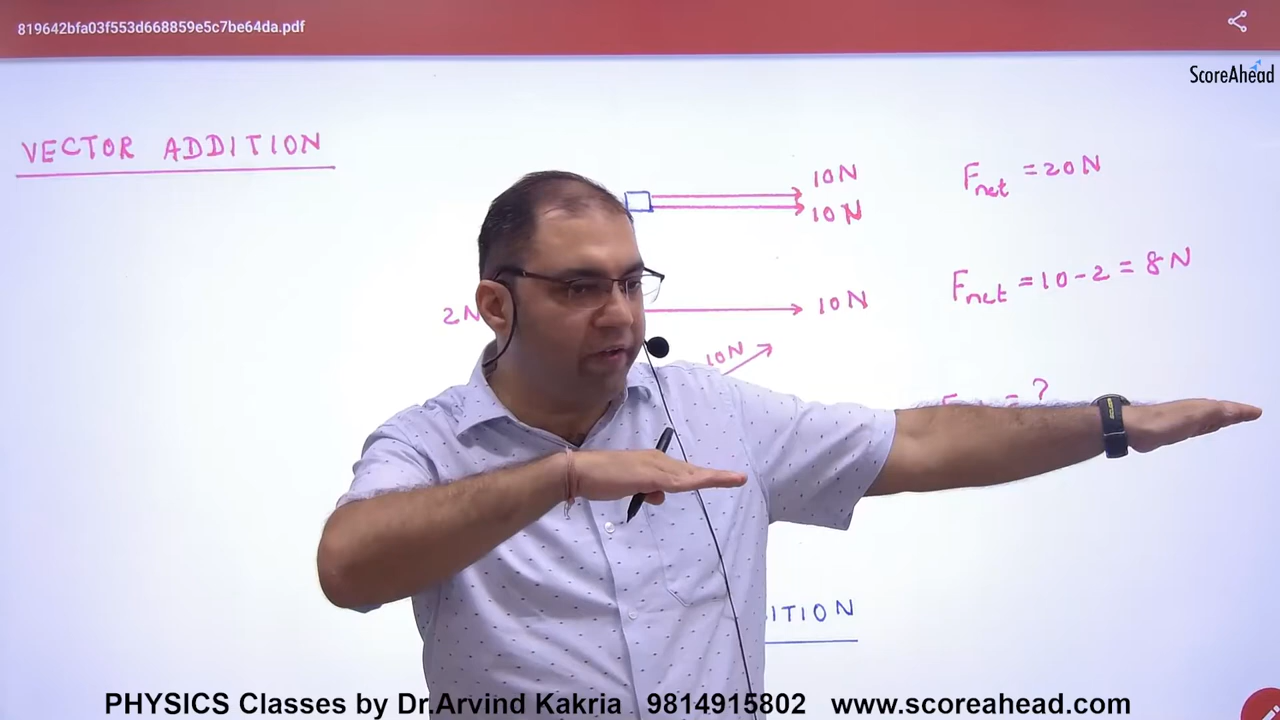 819642bfa03f553d668859e5c7be64da.pdf
ScoreAhead
VECTOR ADDITION
10N
10N
Fnet = 20N
2N
10N
Fnet = 10-2 = 8N
10N
= ?
ITION
PHYSICS Classes by Dr.Arvind Kakria 9814915802 www.scoreahead.com